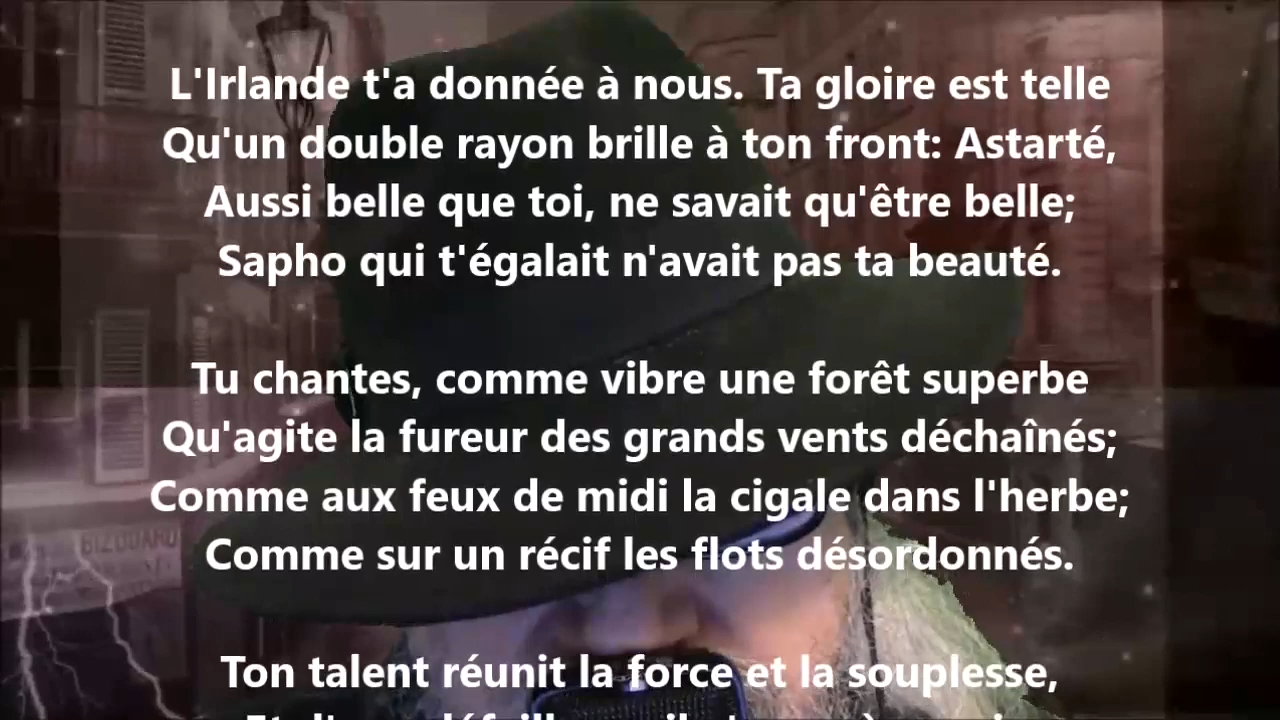 L'Irlande t'a donnée à nous. Ta gloire est telle
Qu'un double rayon brille à ton front: Astarté,
Aussi belle que toi, ne savait qu'être belle;
Sapho qui t'égalait n'avait pas ta beauté.
Tu chantes, comme vibre une forêt superbe
Qu'agite la fureur des grands vents déchaînés;
Comme aux feux de midi la cigale dans l'herbe;
Comme sur un récif les flots désordonnés.
BIZOUARD
Ton talent réunit la force et la souplesse,